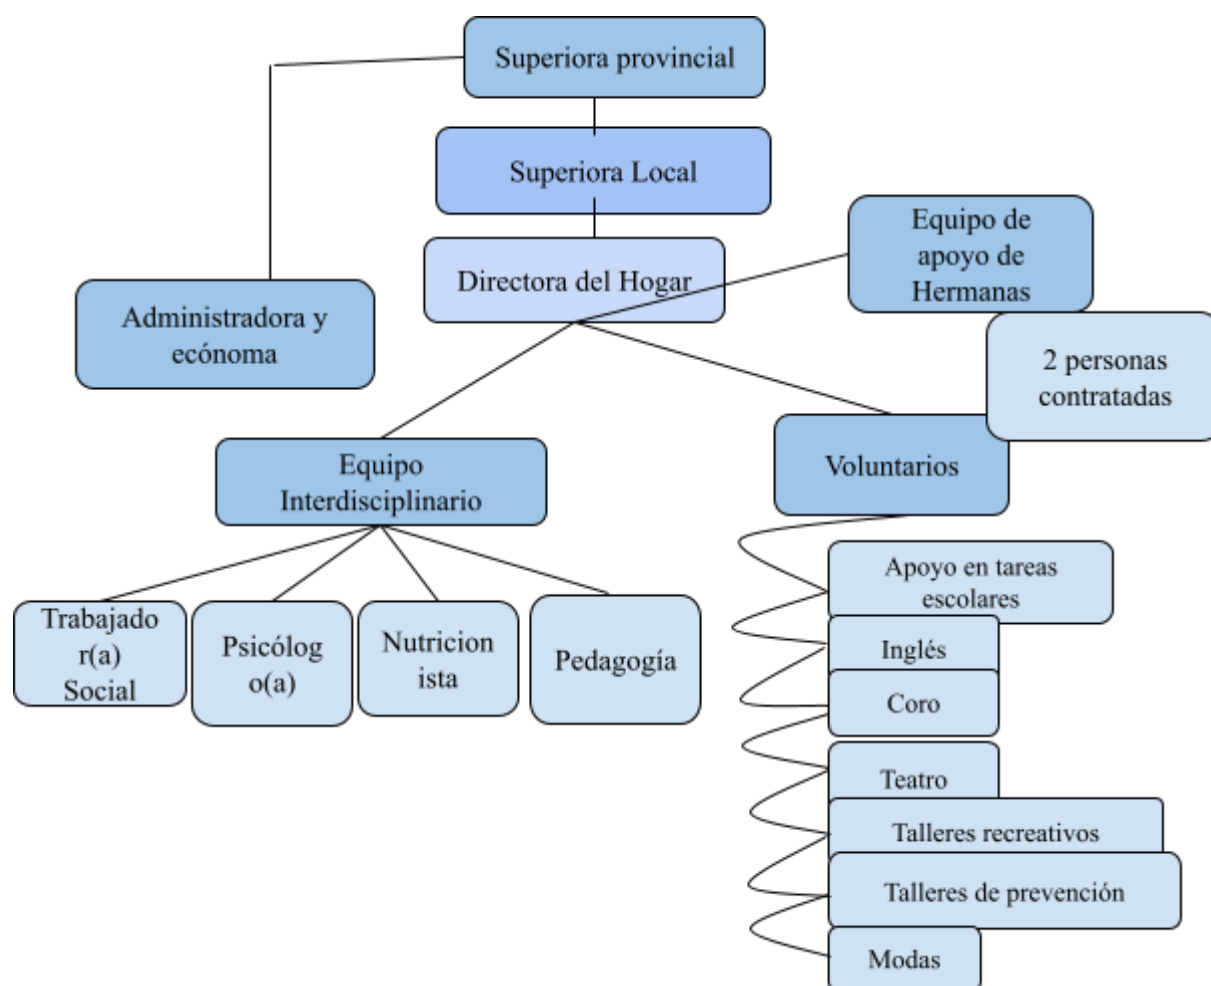 Superiora provincial
Superiora Local
Directora del Hogar
Equipo de
apoyo de
Hermanas
Administradora y
ecónoma
2 personas
contratadas
Equipo
Interdisciplinario
Voluntarios
Trabajado
r(a)
Social
Psicólog
o(a)
Nutricion
ista
Pedagogía
Apoyo en tareas
escolares
Inglés
Coro
Teatro
Talleres recreativos
Talleres de prevención
Modas